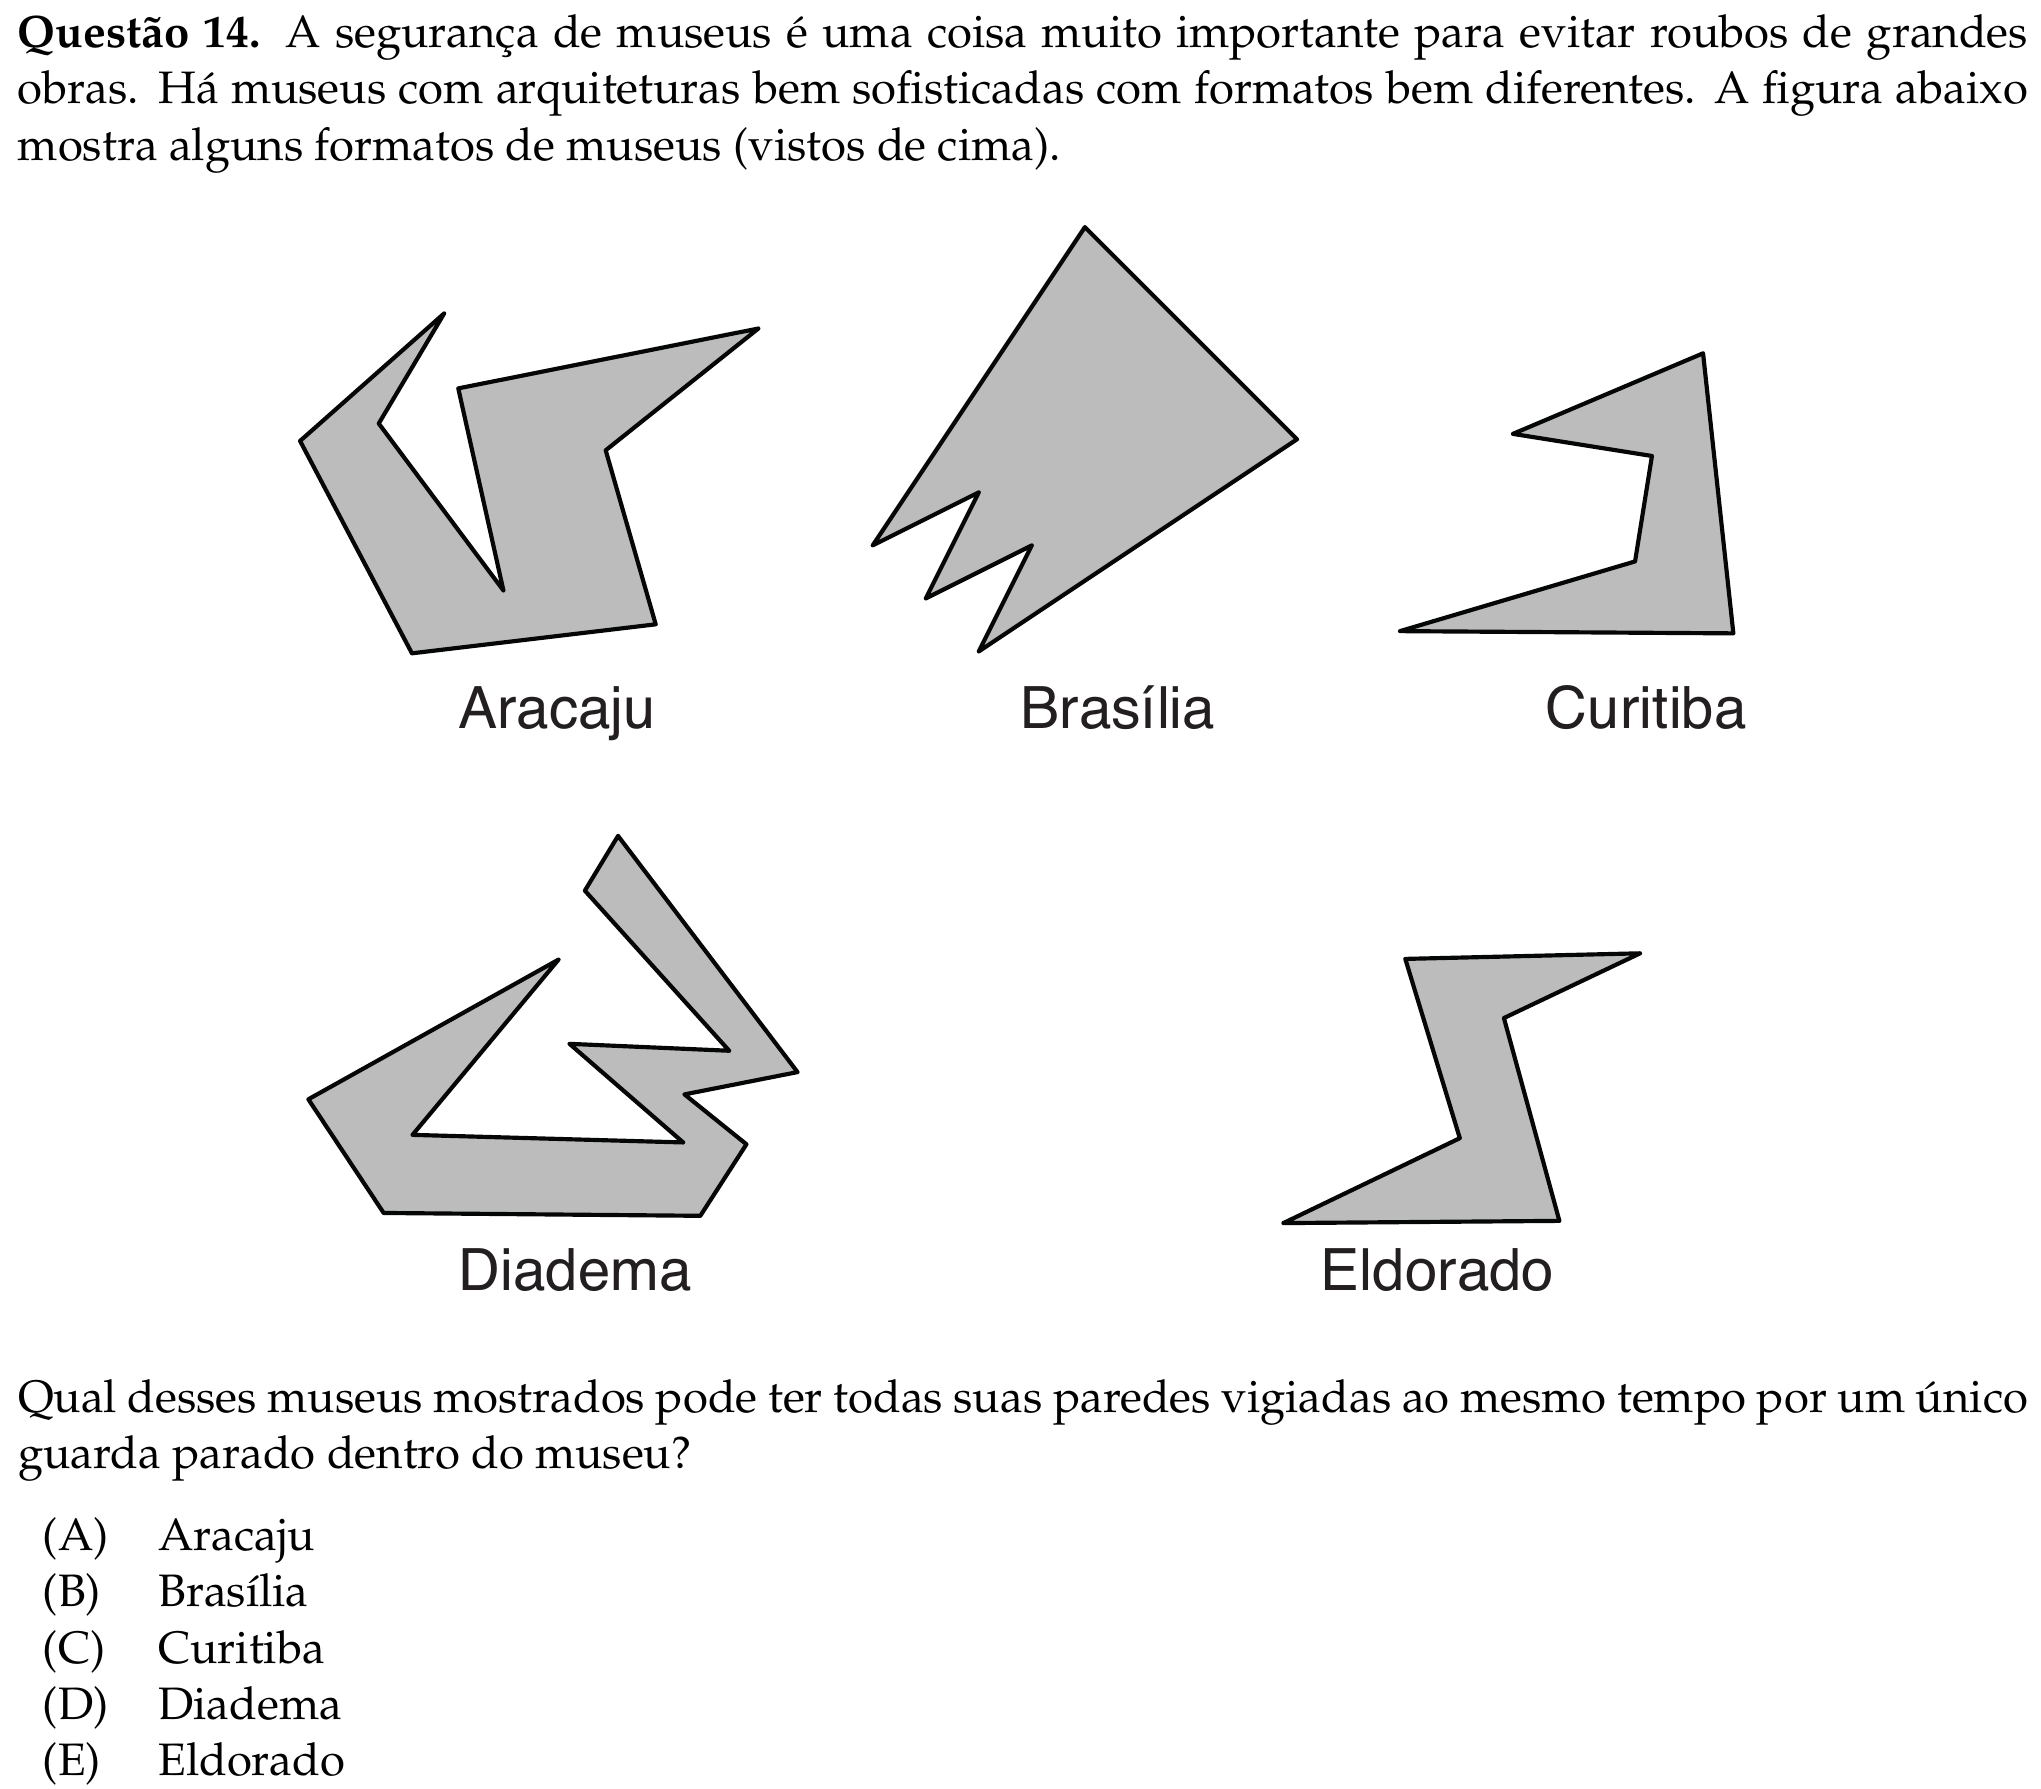 Questão 14. A segurança de museus é uma coisa muito importante para evitar roubos de grandes
obras. Há museus com arquiteturas bem sofisticadas com formatos bem diferentes. A figura abaixo
mostra alguns formatos de museus (vistos de cima).
Aracaju
Brasília
Curitiba
Diadema
Eldorado
Qual desses museus mostrados pode ter todas suas paredes vigiadas ao mesmo tempo por um único
guarda parado dentro do museu?
(A) Aracaju
(B) Brasília
(C) Curitiba
(D) Diadema
(E) Eldorado